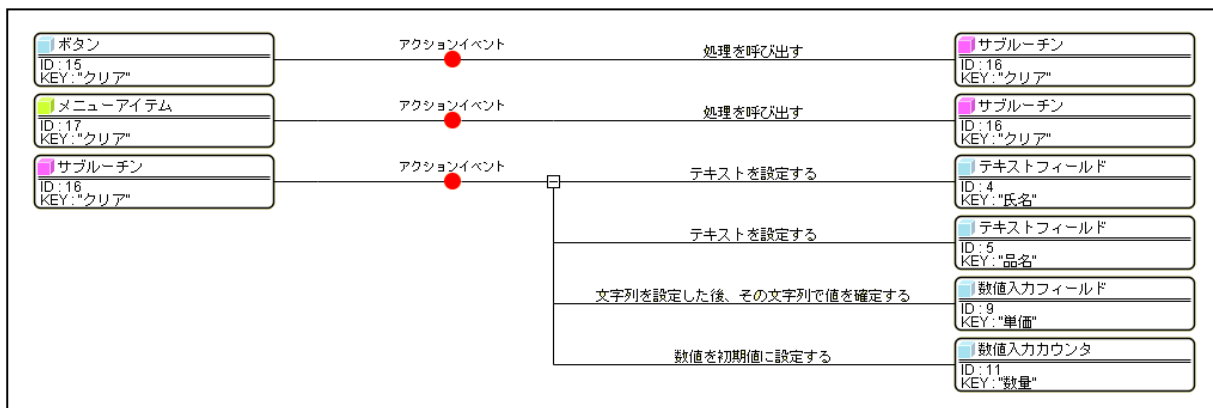 ボタン
ID : 15
KEY : "クリア"
アクションイベント
処理を呼び出す
サブルーチン
ID : 16
KEY : "クリア"
メニューアイテム
ID : 17
KEY : "クリア"
アクションイベント
処理を呼び出す
サブルーチン
ID : 16
KEY : "クリア"
サブルーチン
ID : 16
KEY : "クリア"
アクションイベント
テキストを設定する
テキストフィールド
ID : 4
KEY : "氏名"
テキストを設定する
テキストフィールド
ID : 5
KEY : "品名"
文字列を設定した後、その文字列で値を確定する
数値入力フィールド
ID : 9
KEY : "単価"
数値を初期値に設定する
数値入力カウンタ
ID : 11
KEY : "数量"